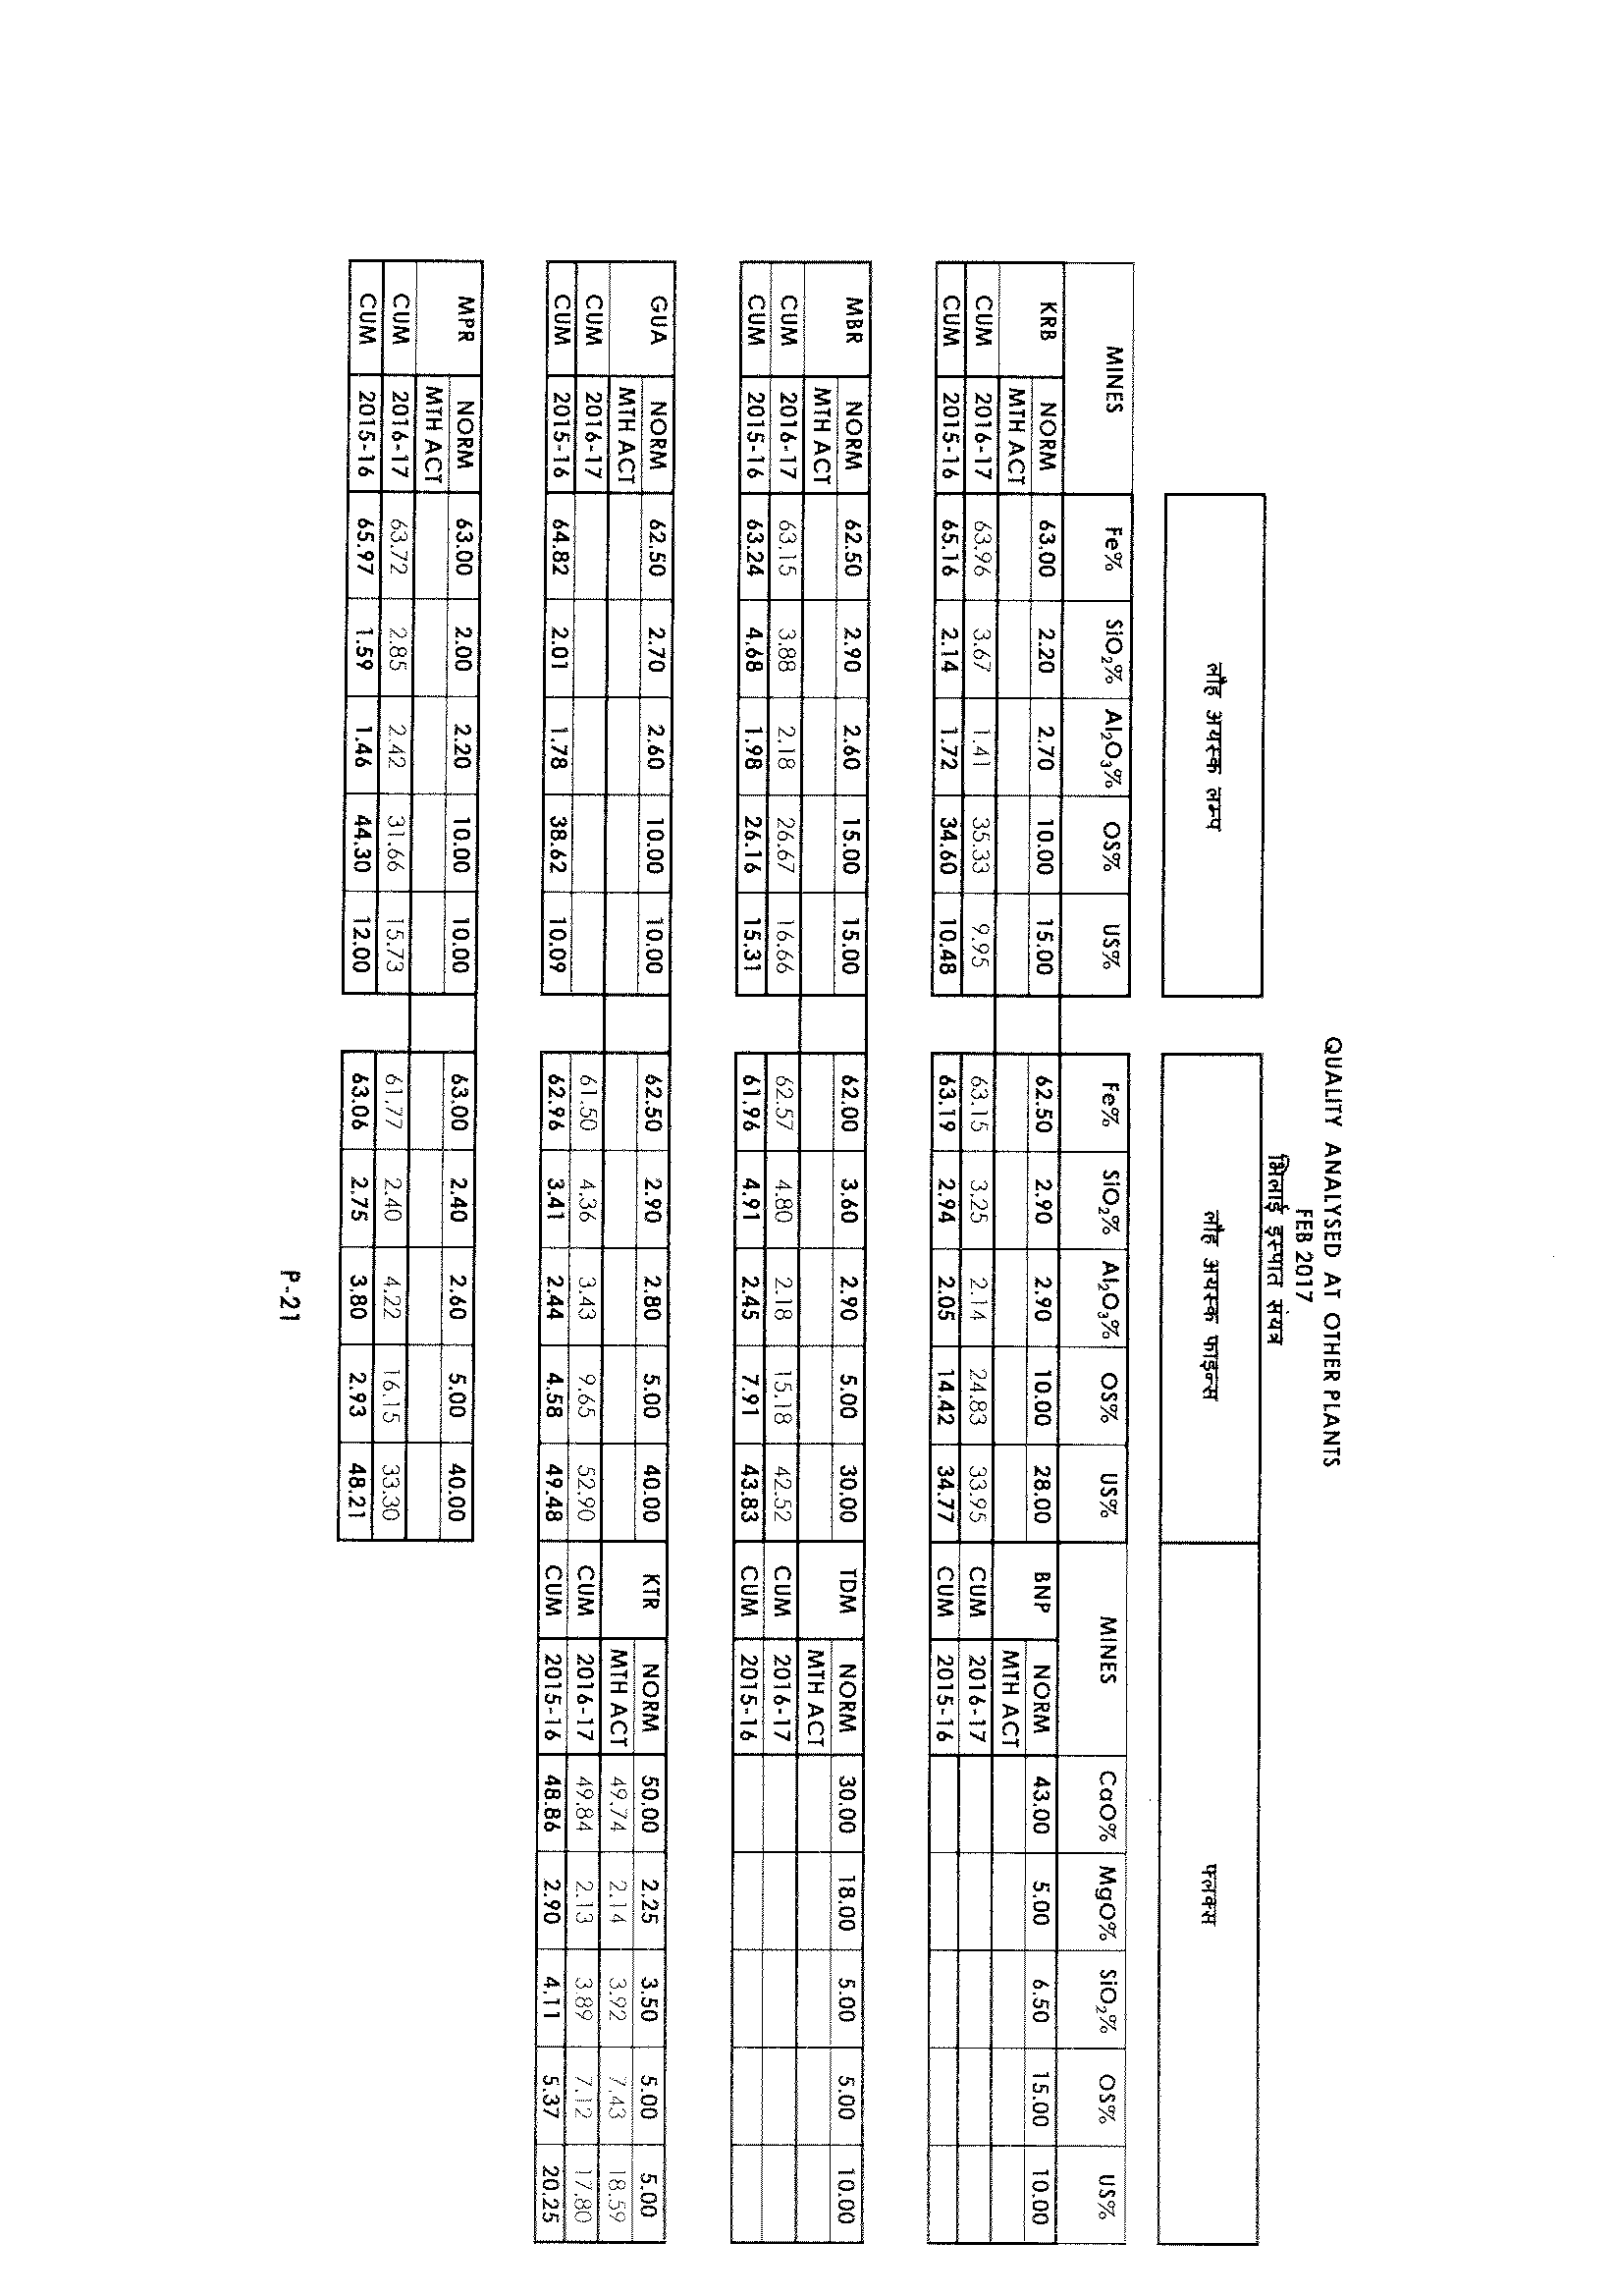 QUALITY ANALYSED AT OTHER PLANTS
FEB 2017
भिलाई इस्पात संयत्र
लौह अयस्क लम्प लौह अयस्क फाइन्स फ्लक्स
MINES Fe% SiO₂% Al₂O₃% OS% US% Fe% SiO₂% Al₂O₃% OS% US% MINES CaO% MgO% SiO₂% OS% US%
KRB NORM 63.00 2.20 2.70 10.00 15.00 62.50 2.90 2.90 10.00 28.00 BNP NORM 43.00 5.00 6.50 15.00 10.00
MTH ACT MTH ACT
CUM 2016-17 63.96 3.67 1.41 35.33 9.95 63.15 3.25 2.14 24.83 33.95 CUM 2016-17
CUM 2015-16 65.16 2.14 1.72 34.60 10.48 63.19 2.94 2.05 14.42 34.77 CUM 2015-16
MBR NORM 62.50 2.90 2.60 15.00 15.00 62.00 3.60 2.90 5.00 30.00 TDM NORM 30.00 18.00 5.00 5.00 10.00
MTH ACT MTH ACT
CUM 2016-17 63.15 3.88 2.18 26.67 16.66 62.57 4.80 2.18 15.18 42.52 CUM 2016-17
CUM 2015-16 63.24 4.68 1.98 26.16 15.31 61.96 4.91 2.45 7.91 43.83 CUM 2015-16
GUA NORM 62.50 2.70 2.60 10.00 10.00 62.50 2.90 2.80 5.00 40.00 KTR NORM 50.00 2.25 3.50 5.00 5.00
MTH ACT MTH ACT 49.74 2.14 3.92 7.43 18.59
CUM 2016-17 61.50 4.36 3.43 9.65 52.90 CUM 2016-17 49.84 2.13 3.89 7.12 17.80
CUM 2015-16 64.82 2.01 1.78 38.62 10.09 62.96 3.41 2.44 4.58 49.48 CUM 2015-16 48.86 2.90 4.11 5.37 20.25
MPR NORM 63.00 2.00 2.20 10.00 10.00 63.00 2.40 2.60 5.00 40.00
MTH ACT
CUM 2016-17 63.72 2.85 2.42 31.66 15.73 61.77 2.40 4.22 16.15 33.30
CUM 2015-16 65.97 1.59 1.46 44.30 12.00 63.06 2.75 3.80 2.93 48.21
P-21